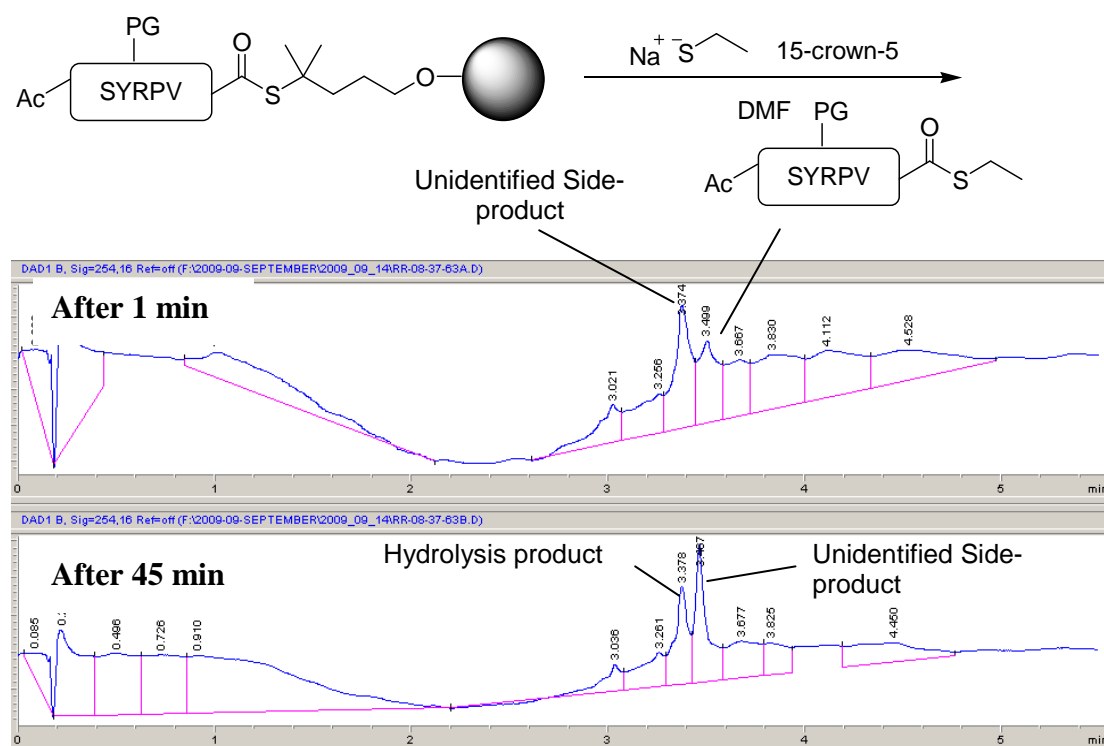 PG
O
Ac
SYRPV
S
O
Na + − S 15-crown-5
DMF PG
O
Ac
SYRPV
S
Unidentified Side-
product
DAD1 B, Sig=254,16 Ref=off (F:\2009-09-SEPTEMBER\2009_09_14\RR-08-37-63A.D)
After 1 min
3.021
3.256
3.374
3.499
3.667
3.830
4.112
4.528
0 1 2 3 4 5 min
DAD1 B, Sig=254,16 Ref=off (F:\2009-09-SEPTEMBER\2009_09_14\RR-08-37-63B.D)
After 45 min
Hydrolysis product
Unidentified Side-
product
0.085
0.496
0.726
0.910
3.036
3.261
3.378
3.467
3.677
3.825
4.450
0 1 2 3 4 5 min